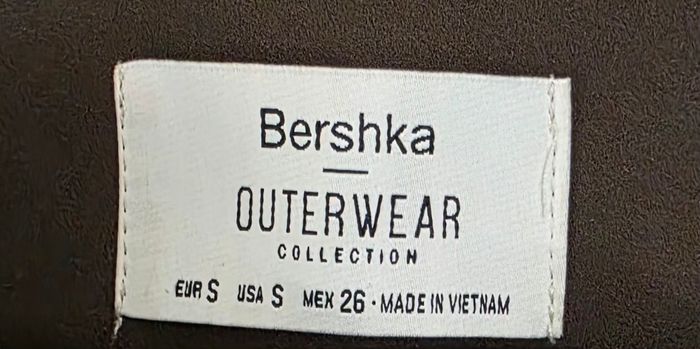 Bershka
OUTERWEAR
COLLECTION
EUR S USA S MEX 26 · MADE IN VIETNAM